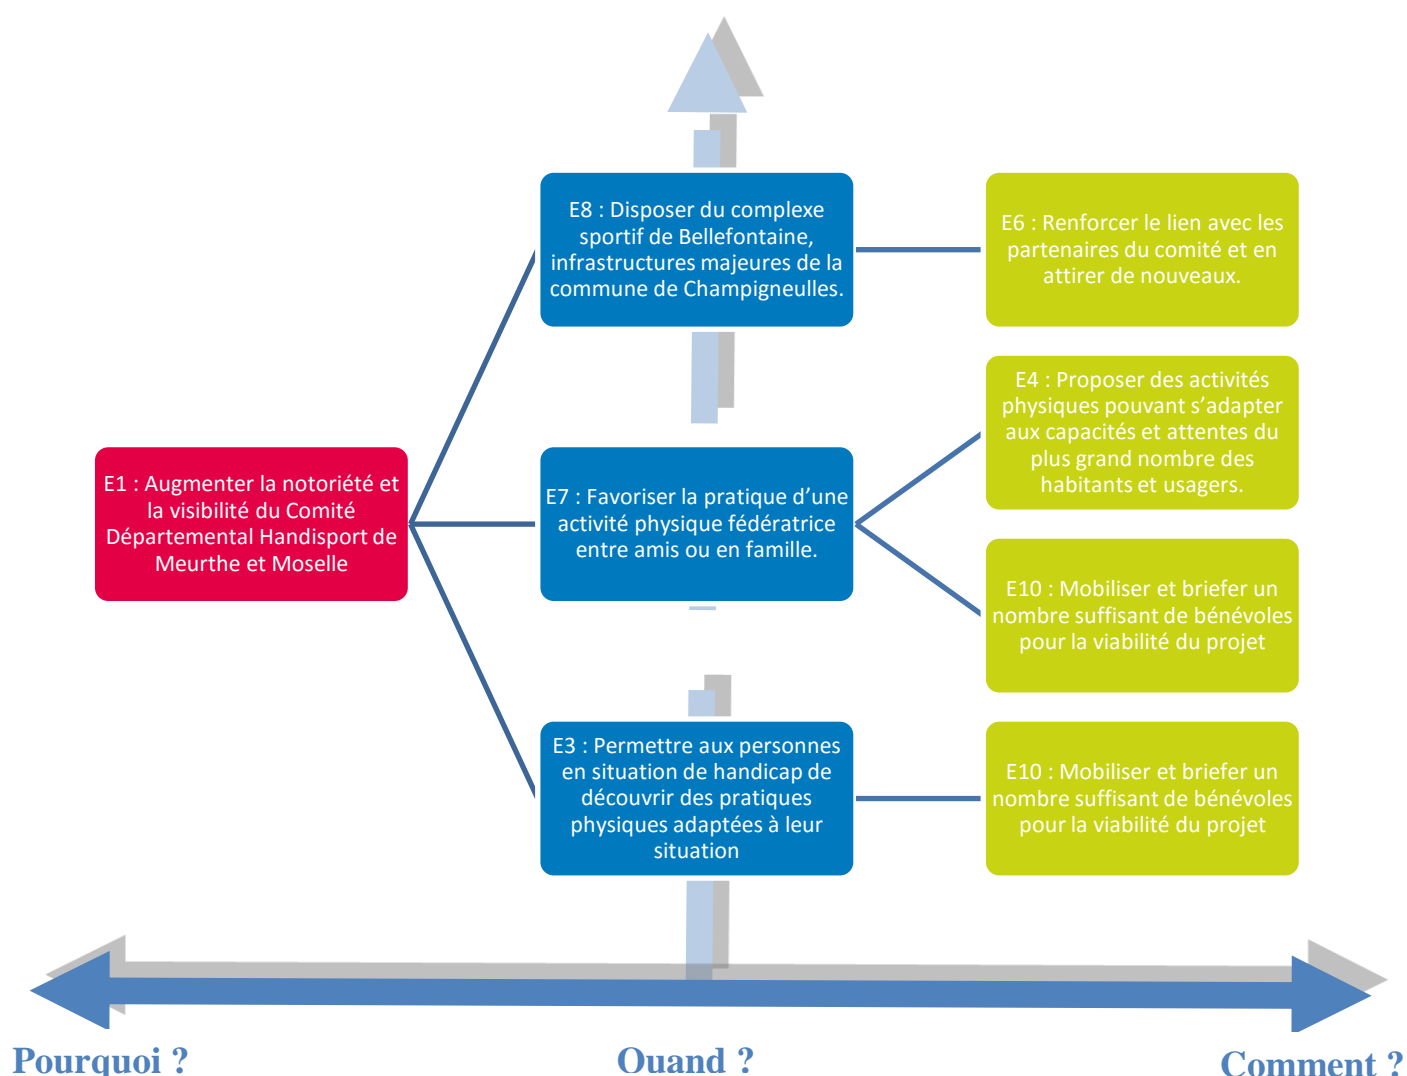 E8 : Disposer du complexe
sportif de Bellefontaine,
infrastructures majeures de la
commune de Champigneulles.
E6 : Renforcer le lien avec les
partenaires du comité et en
attirer de nouveaux.
E4 : Proposer des activités
physiques pouvant s’adapter
aux capacités et attentes du
plus grand nombre des
habitants et usagers.
E1 : Augmenter la notoriété et
la visibilité du Comité
Départemental Handisport de
Meurthe et Moselle
E7 : Favoriser la pratique d’une
activité physique fédératrice
entre amis ou en famille.
E10 : Mobiliser et briefer un
nombre suffisant de bénévoles
pour la viabilité du projet
E3 : Permettre aux personnes
en situation de handicap de
découvrir des pratiques
physiques adaptées à leur
situation
E10 : Mobiliser et briefer un
nombre suffisant de bénévoles
pour la viabilité du projet
Pourquoi ?
Quand ?
Comment ?